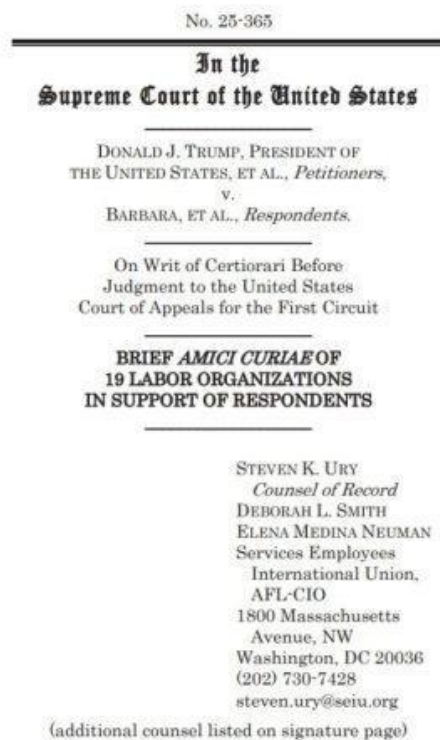 No. 25-365
In the
Supreme Court of the United States
DONALD J. TRUMP, PRESIDENT OF
THE UNITED STATES, ET AL., Petitioners,
v.
BARBARA, ET AL., Respondents.
On Writ of Certiorari Before
Judgment to the United States
Court of Appeals for the First Circuit
BRIEF AMICI CURIAE OF
19 LABOR ORGANIZATIONS
IN SUPPORT OF RESPONDENTS
STEVEN K. URY
Counsel of Record
DEBORAH L. SMITH
ELENA MEDINA NEUMAN
Services Employees
International Union,
AFL-CIO
1800 Massachusetts
Avenue, NW
Washington, DC 20036
(202) 730-7428
steven.ury@seiu.org
(additional counsel listed on signature page)